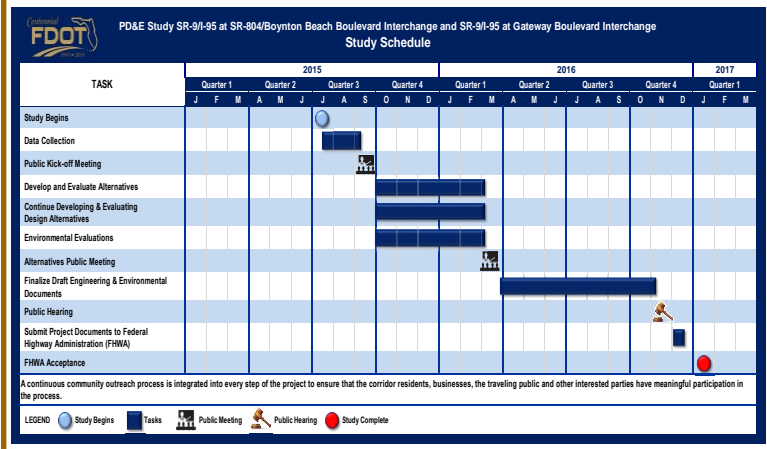 Centennial
FDOT
PD&E Study SR-9/I-95 at SR-804/Boynton Beach Boulevard Interchange and SR-9/I-95 at Gateway Boulevard Interchange
Study Schedule
TASK
2015 2016 2017
Quarter 1 Quarter 2 Quarter 3 Quarter 4 Quarter 1 Quarter 2 Quarter 3 Quarter 4 Quarter 1
J F M A M J J A S O N D J F M A M J J A S O N D J F M
Study Begins
Data Collection
Public Kick-off Meeting
Develop and Evaluate Alternatives
Continue Developing & Evaluating
Design Alternatives
Environmental Evaluations
Alternatives Public Meeting
Finalize Draft Engineering & Environmental
Documents
Public Hearing
Submit Project Documents to Federal
Highway Administration (FHWA)
FHWA Acceptance
A continuous community outreach process is integrated into every step of the project to ensure that the corridor residents, businesses, the traveling public and other interested parties have meaningful participation in
the process.
LEGEND Study Begins Tasks Public Meeting Public Hearing Study Complete